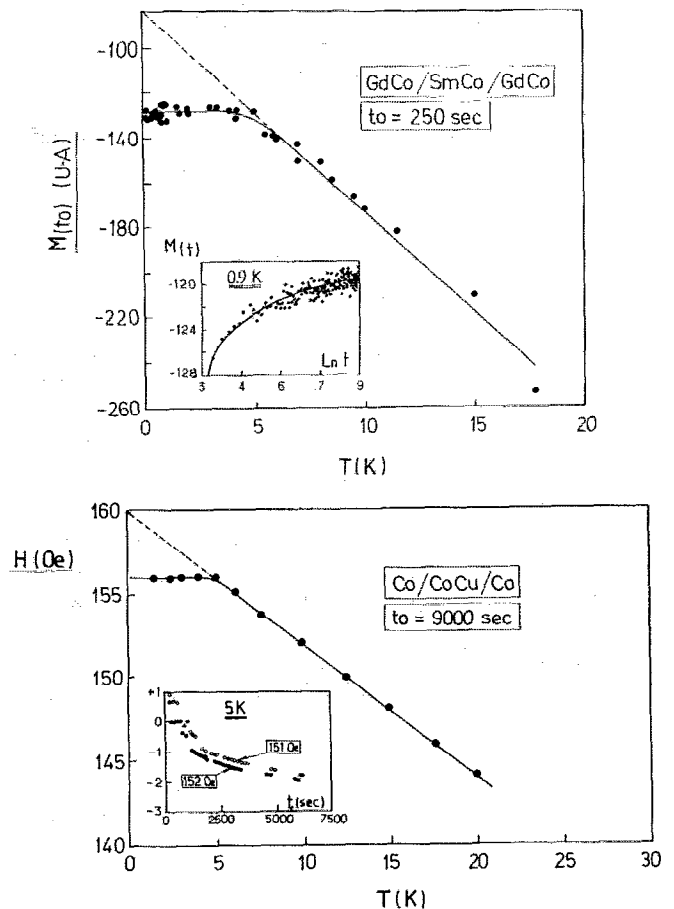 -100
-140
-180
-220
-260
M(to) (U-A)
GdCo/SmCo/GdCo
to = 250 sec
M(t)
0.9 K
-120
-124
-128
Ln t
3 .4 .6 .7 9
0 5 10 15 20
T(K)
160
H(Oe)
155
150
145
140
Co/CoCu/Co
to = 9000 sec
+1
0
-1
-2
-3
5K
151.Oe
152.Oe
t(sec)
0 2500 5000 7500
0 5 10 15 20 25 30
T(K)